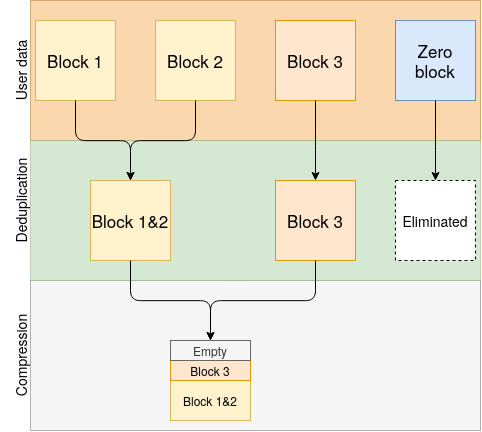 User data
Block 1
Block 2
Block 3
Zero
block
Deduplication
Block 1&2
Block 3
Eliminated
Compression
Empty
Block 3
Block 1&2